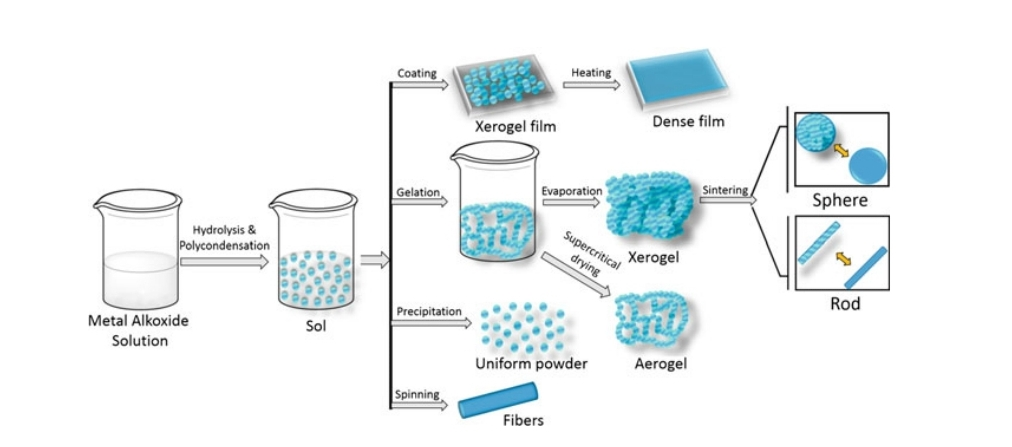 Coating
Heating
Xerogel film
Dense film
Gelation
Evaporation
Sintering
Sphere
Hydrolysis &
Polycondensation
Supercritical
drying
Xerogel
Rod
Metal Alkoxide
Solution
Sol
Precipitation
Uniform powder
Aerogel
Spinning
Fibers